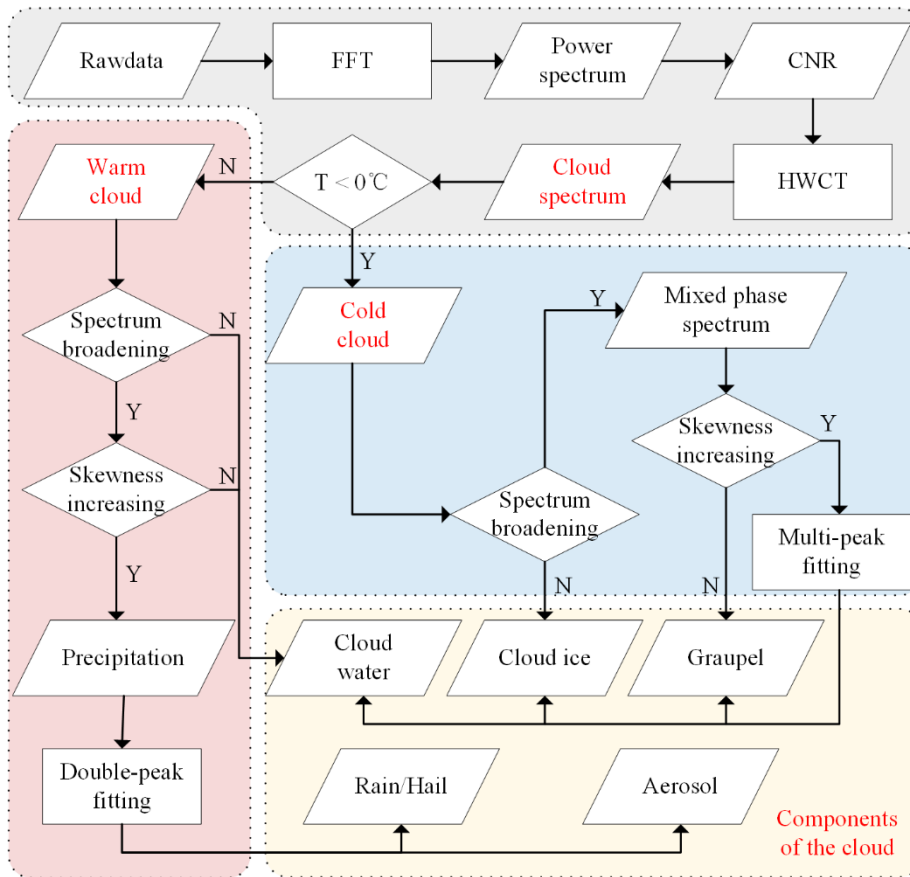 Rawdata
FFT
Power
spectrum
CNR
Warm
cloud
N
T < 0℃
Cloud
spectrum
HWCT
Y
Spectrum
broadening
N
Cold
cloud
Y
Mixed phase
spectrum
Y
Skewness
increasing
N
Skewness
increasing
Y
Spectrum
broadening
Multi-peak
fitting
Y
N
N
Precipitation
Cloud
water
Cloud ice
Graupel
Double-peak
fitting
Rain/Hail
Aerosol
Components
of the cloud